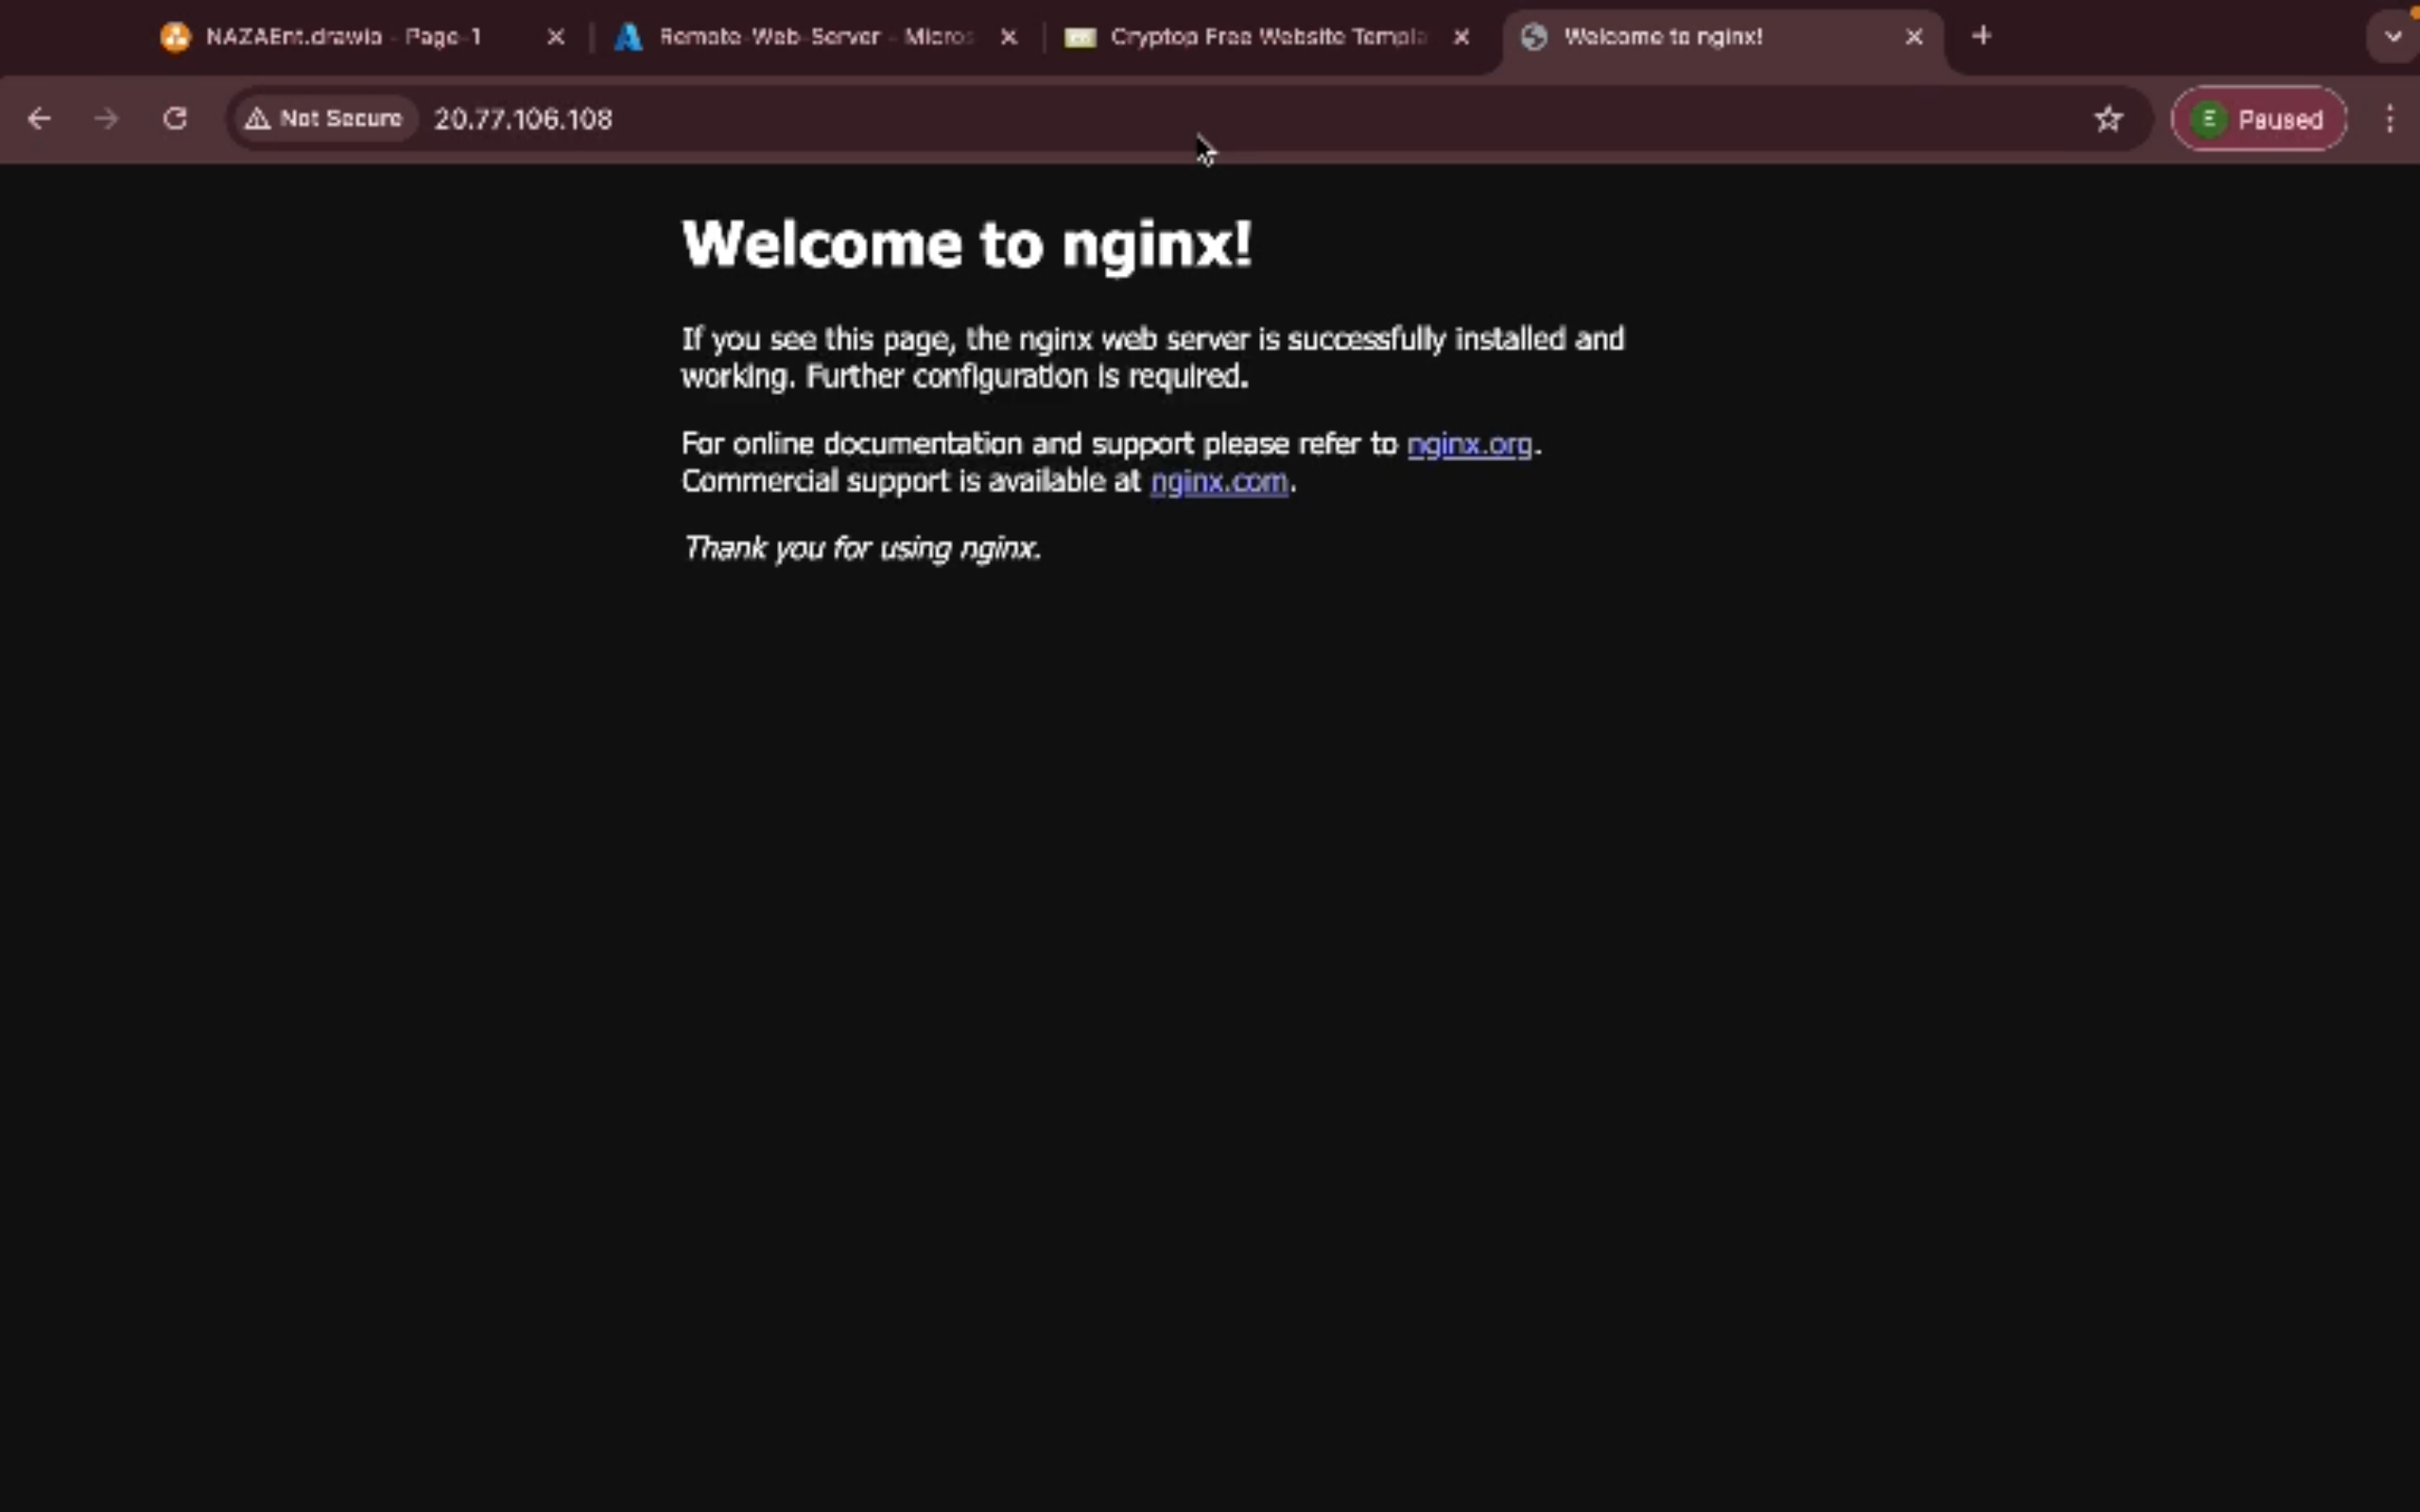 NAZAEnt.drawio - Page-1
Remote-Web-Server - Micros
Cryptop Free Website Templa
Welcome to nginx!
Not Secure
20.77.106.108
E
Paused
Welcome to nginx!
If you see this page, the nginx web server is successfully installed and
working. Further configuration is required.
For online documentation and support please refer to nginx.org.
Commercial support is available at nginx.com.
Thank you for using nginx.